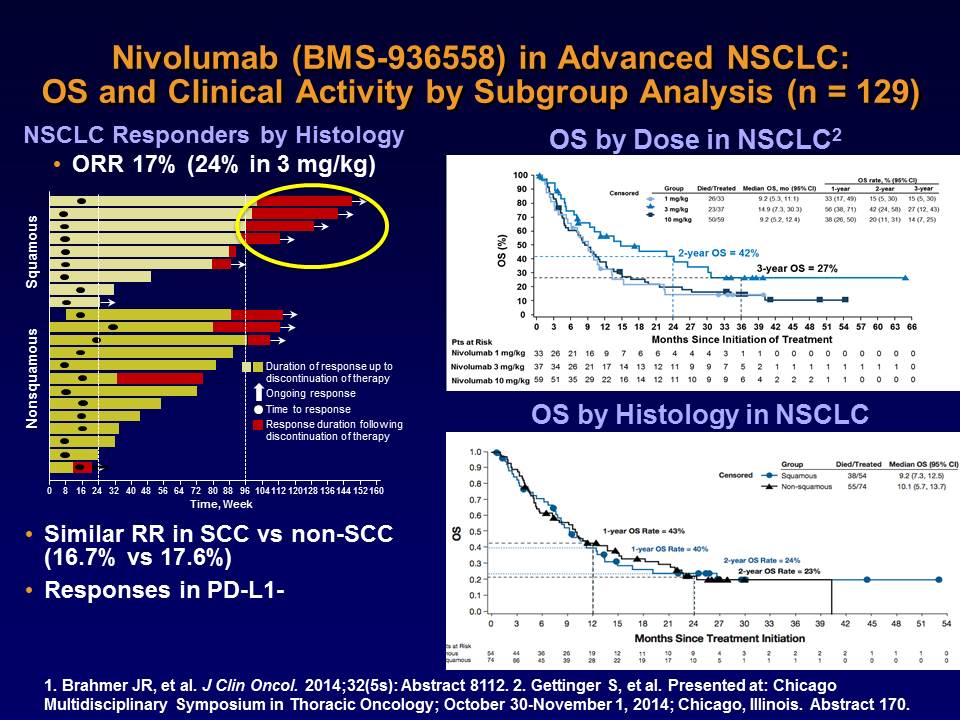 Nivolumab (BMS-936558) in Advanced NSCLC:
OS and Clinical Activity by Subgroup Analysis (n = 129)
NSCLC Responders by Histology
• ORR 17% (24% in 3 mg/kg)
Squamous
Nonsquamous
Duration of response up to
discontinuation of therapy
Ongoing response
Time to response
Response duration following
discontinuation of therapy
0 8 16 24 32 40 48 56 64 72 80 88 96 104 112 120 128 136 144 152 160
Time, Week
• Similar RR in SCC vs non-SCC
(16.7% vs 17.6%)
• Responses in PD-L1-
OS by Dose in NSCLC2
OS (%)
100
90
80
70
60
50
40
30
20
10
0
OS rate, % (95% CI)
Censored Group Died/Treated Median OS, mo (95% CI) 1-year 2-year 3-year
1 mg/kg 26/33 9.2 (5.3, 11.1) 33 (17, 49) 15 (5, 30) 15 (5, 30)
3 mg/kg 23/37 14.9 (7.3, 30.3) 56 (38, 71) 42 (24, 58) 27 (12, 43)
10 mg/kg 50/59 9.2 (5.2, 12.4) 38 (26, 50) 20 (11, 31) 14 (7, 25)
2-year OS = 42%
3-year OS = 27%
0 3 6 9 12 15 18 21 24 27 30 33 36 39 42 45 48 51 54 57 60 63 66
Pts at Risk Months Since Initiation of Treatment
Nivolumab 1 mg/kg 33 26 21 16 9 7 6 6 4 4 4 3 1 1 0 0 0 0 0 0 0 0 0
Nivolumab 3 mg/kg 37 34 26 21 17 14 13 12 11 9 9 7 5 2 1 1 1 1 1 1 1 1 0
Nivolumab 10 mg/kg 59 51 35 29 22 16 14 12 11 10 9 9 6 4 2 2 2 1 1 0 0 0 0
OS by Histology in NSCLC
OS
1.0
0.9
0.8
0.7
0.6
0.5
0.4
0.3
0.2
0.1
0.0
Group Died/Treated Median OS (95% CI)
Censored Squamous 38/54 9.2 (7.3, 12.5)
Non-squamous 55/74 10.1 (5.7, 13.7)
1-year OS Rate = 43%
1-year OS Rate = 40%
2-year OS Rate = 24%
2-year OS Rate = 23%
0 3 6 9 12 15 18 21 24 27 30 33 36 39 42 45 48 51 54
Months Since Treatment Initiation
ts at Risk
mous 54 44 36 26 19 12 11 10 9 4 3 2 2 2 2 1 1 1 0
quamous 74 66 45 39 28 22 19 17 10 5 1 1 0 0 0 0 0 0 0
1. Brahmer JR, et al. J Clin Oncol. 2014;32(5s): Abstract 8112. 2. Gettinger S, et al. Presented at: Chicago
Multidisciplinary Symposium in Thoracic Oncology; October 30-November 1, 2014; Chicago, Illinois. Abstract 170.